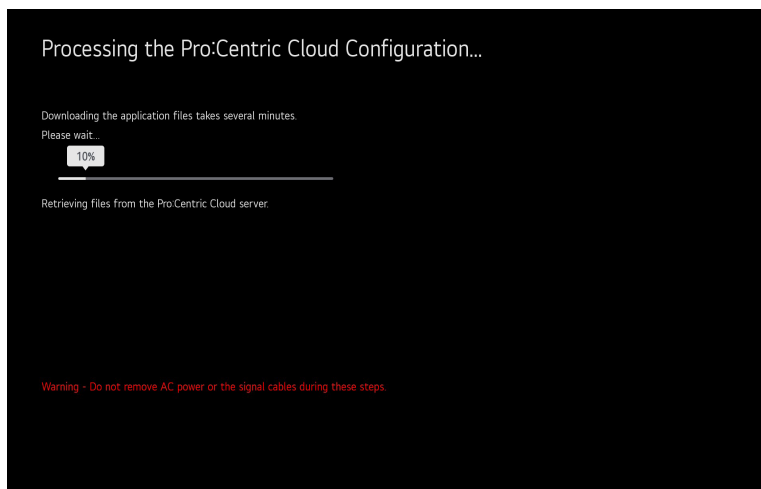 Processing the Pro:Centric Cloud Configuration...
Downloading the application files takes several minutes.
Please wait...
10%
Retrieving files from the Pro:Centric Cloud server.
Warning - Do not remove AC power or the signal cables during these steps.